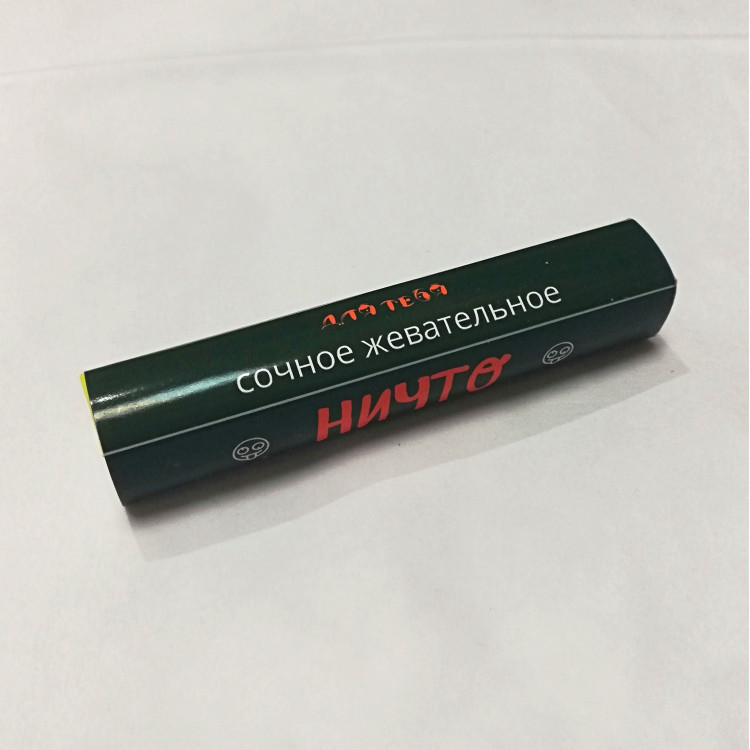 для тебя
сочное жевательное
ничто